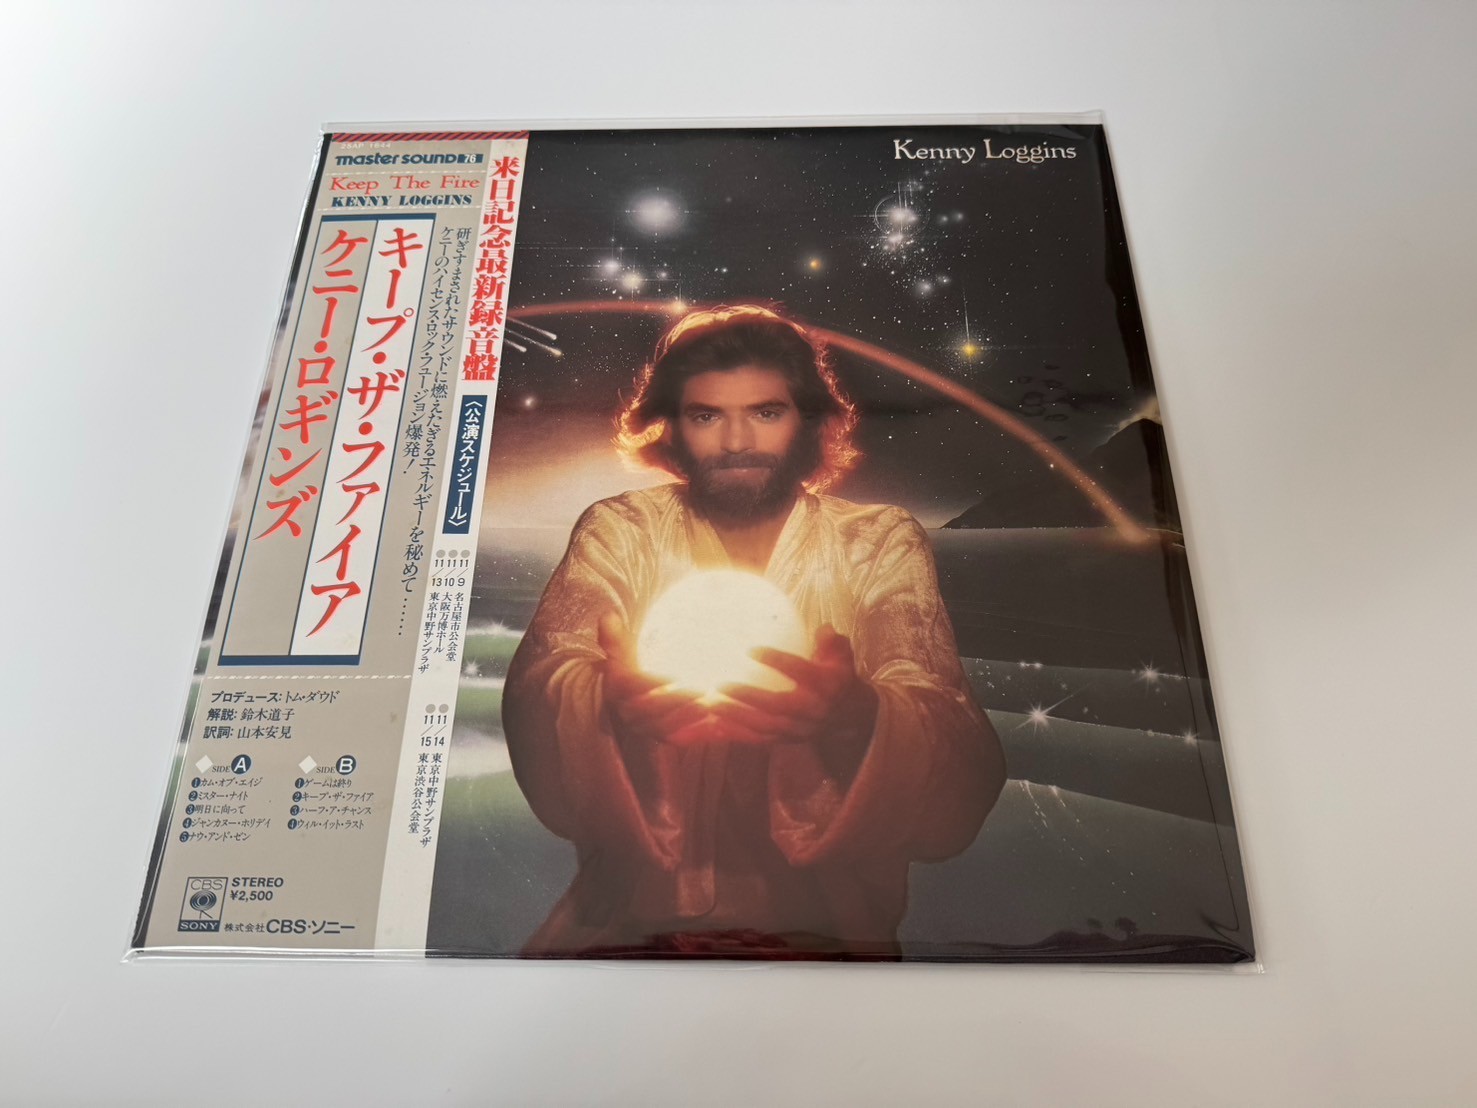 25AP 1644
master sound 76
Keep The Fire
KENNY LOGGINS
キープ・ザ・ファイア
ケニー・ロギンズ
研ぎすまされたサウンドに燃えたぎるエネルギーを秘めて……
ケニーのハイセンス・ロック・フュージョン爆発!
来日記念最新録音盤
〈公演スケジュール〉
●11/9 名古屋市公会堂
●11/10 大阪万博ホール
●11/13 東京中野サンプラザ
●11/14 東京中野サンプラザ
●11/15 東京渋谷公会堂
プロデュース:トム・ダウド
解説:鈴木道子
訳詞:山本安見
SIDE A
❶カム・オブ・エイジ
❷ミスター・ナイト
❸明日に向って
❹ジャンカヌー・ホリデイ
❺ナウ・アンド・ゼン
SIDE B
❶ゲームは終り
❷キープ・ザ・ファイア
❸ハーフ・ア・チャンス
❹ウィル・イット・ラスト
CBS
SONY
STEREO
¥2,500
株式会社CBS・ソニー
Kenny Loggins